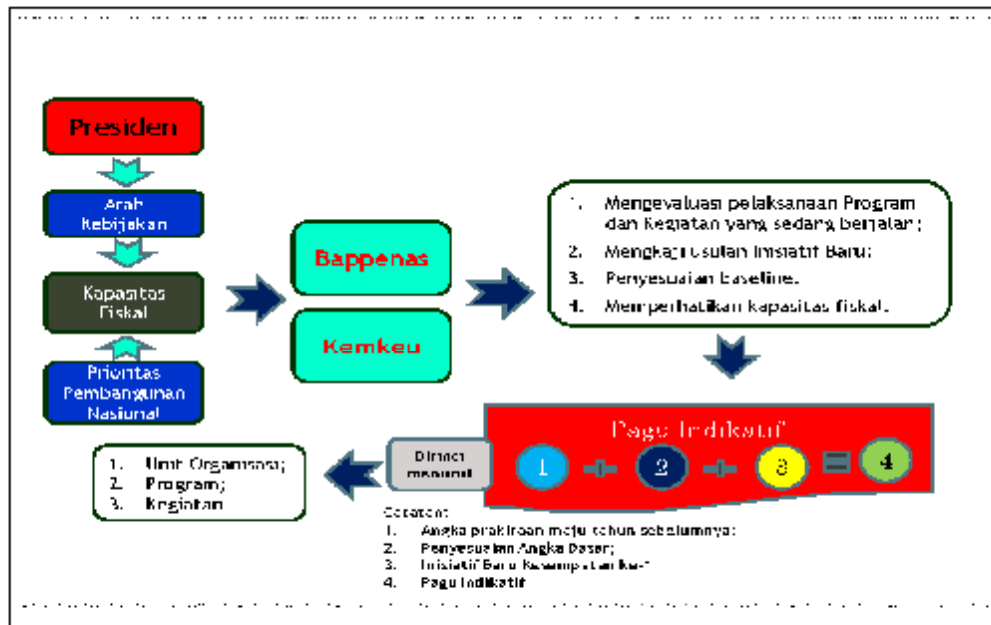 Presiden
Arah
Kebijakan
Kapasitas
Fiskal
Prioritas
Pembangunan
Nasional
Bappenas
Kemkeu
1. Mengevaluasi pelaksanaan Program
dan Kegiatan yang sedang berjalan;
2. Mengkaji usulan Inisiatif Baru;
3. Penyesuaian baseline.
4. Memperhatikan kapasitas fiskal.
Pagu Indikatif
1 + 2 + 3 = 4
Dirinci
menurut
1. Unit Organisasi;
2. Program;
3. Kegiatan
Catatan:
1. Angka prakiraan maju tahun sebelumnya;
2. Penyesuaian Angka Dasar;
3. Inisiatif Baru Kesempatan ke-
4. Pagu Indikatif